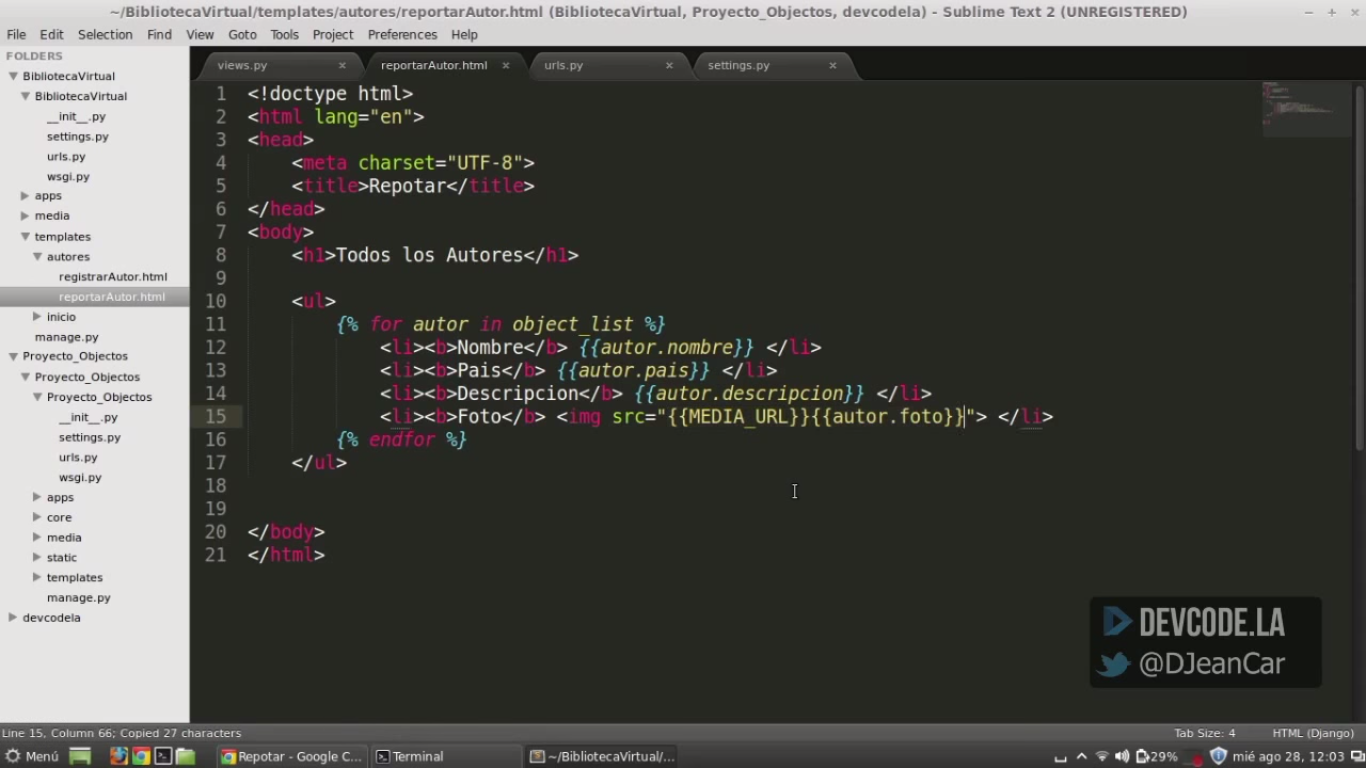 ~/BibliotecaVirtual/templates/autores/reportarAutor.html (BibliotecaVirtual, Proyecto_Objectos, devcodela) - Sublime Text 2 (UNREGISTERED)
File Edit Selection Find View Goto Tools Project Preferences Help
FOLDERS
BibliotecaVirtual
BibliotecaVirtual
__init__.py
settings.py
urls.py
wsgi.py
apps
media
templates
autores
registrarAutor.html
reportarAutor.html
inicio
manage.py
Proyecto_Objectos
Proyecto_Objectos
Proyecto_Objectos
__init__.py
settings.py
urls.py
wsgi.py
apps
core
media
static
templates
manage.py
devcodela
views.py × reportarAutor.html × urls.py × settings.py ×
1 <!doctype html>
2 <html lang="en">
3 <head>
4 <meta charset="UTF-8">
5 <title>Repotar</title>
6 </head>
7 <body>
8 <h1>Todos los Autores</h1>
9
10 <ul>
11 {% for autor in object_list %}
12 <li><b>Nombre</b> {{autor.nombre}} </li>
13 <li><b>Pais</b> {{autor.pais}} </li>
14 <li><b>Descripcion</b> {{autor.descripcion}} </li>
15 <li><b>Foto</b> <img src="{{MEDIA_URL}}{{autor.foto}}"> </li>
16 {% endfor %}
17 </ul>
18
19
20 </body>
21 </html>
DEVCODE.LA
@DJeanCar
Line 15, Column 66; Copied 27 characters Tab Size: 4 HTML (Django)
Menú Repotar - Google C... Terminal ~/BibliotecaVirtual/... 29% mié ago 28, 12:03